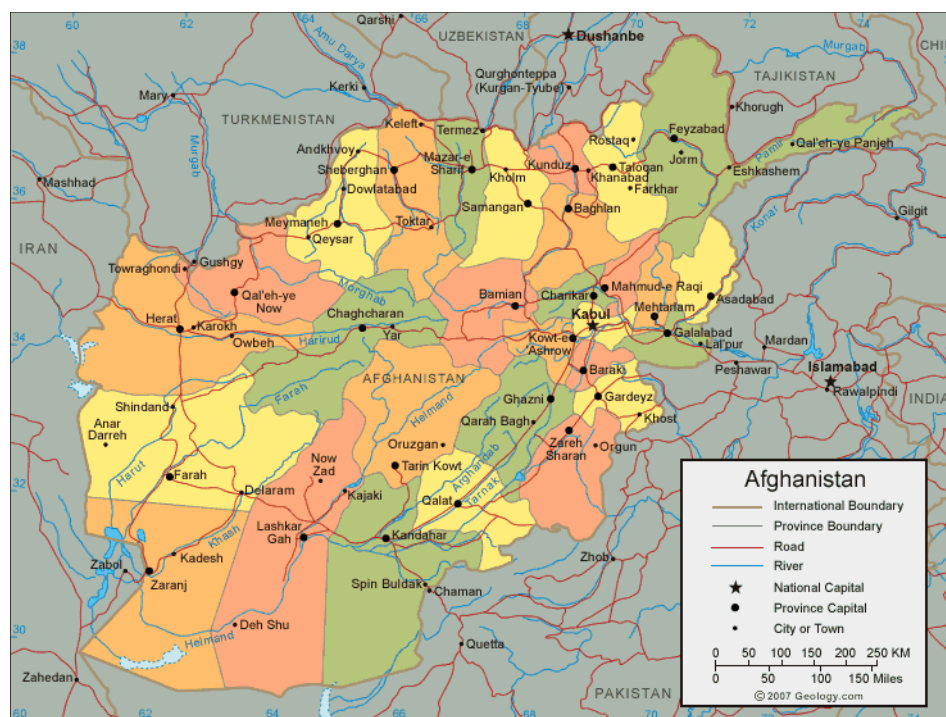 62
64
66
68
70
72
74
38
36
34
32
30
60
62
64
66
68
70
72
74
Qarshi
UZBEKISTAN
Dushanbe
CHI
Amu Darya
Murgab
Qurghonteppa
(Kurgan-Tyube)
TAJIKISTAN
Mary
Kerki
TURKMENISTAN
Keleft
Termez
Rostaq
Feyzabad
Khorugh
Murgab
Andkhvoy
Mazar-e
Sharif
Kunduz
Taloqan
Jorm
Pamir
Qal'eh-ye Panjeh
Sheberghan
Kholm
Khanabad
Eshkashem
Mashhad
Dowlatabad
Farkhar
Samangan
Baghlan
Konar
Gilgit
Meymaneh
Qeysar
Toktar
IRAN
Gushgy
Towraghondi
Morghab
Bamian
Charikar
Mahmud-e Raqi
Asadabad
Qal'eh-ye
Now
Chaghcharan
Kabul
Mehtarlam
Herat
Karokh
Owbeh
Harirud
Yar
Kowt-e
Ashrow
Galalabad
Lal'pur
Mardan
Peshawar
Islamabad
Rawalpindi
INDIA
Farah
AFGHANISTAN
Helmand
Baraki
Shindand
Ghazni
Gardeyz
Khost
Anar
Darreh
Qarah Bagh
Oruzgan
Zareh
Sharan
Orgun
Harut
Farah
Now
Zad
Tarin Kowt
Arghandab
Tarnak
Delaram
Kajaki
Qalat
Khash
Lashkar
Gah
Kandahar
Zabol
Kadesh
Zaranj
Zhob
Spin Buldak
Chaman
Helmand
Deh Shu
Quetta
Zahedan
PAKISTAN
Afghanistan
International Boundary
Province Boundary
Road
River
National Capital
Province Capital
City or Town
0 50 100 150 200 250 KM
0 50 100 150 Miles
© 2007 Geology.com